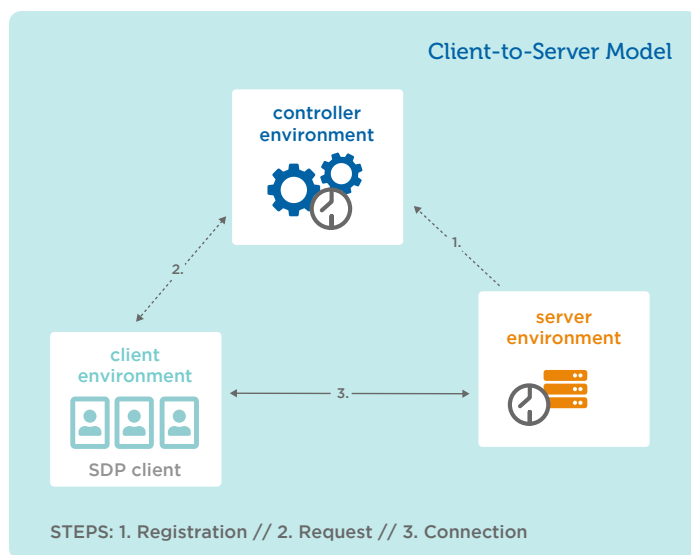 Client-to-Server Model
controller
environment
1.
2.
server
environment
client
environment
3.
SDP client
STEPS: 1. Registration // 2. Request // 3. Connection